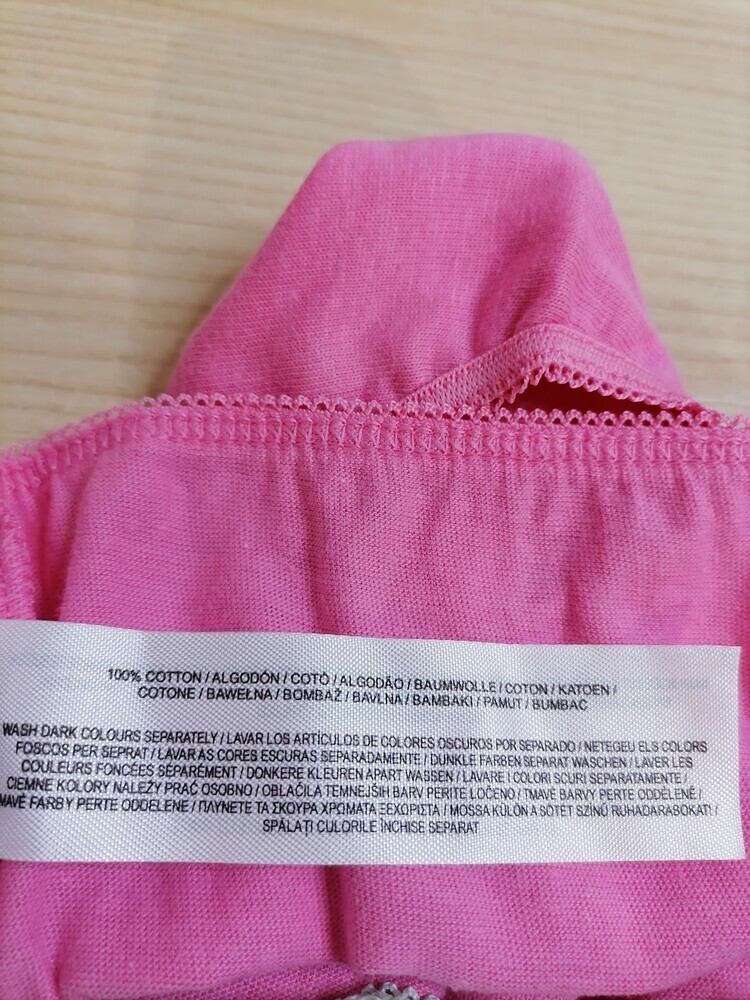 100% COTTON / ALGODÓN / COTÓ / ALGODÃO / BAUMWOLLE / COTON / KATOEN /
COTONE / BAWEŁNA / BOMBAŽ / BAVLNA / BAMBAKI / PAMUT / BUMBAC
WASH DARK COLOURS SEPARATELY / LAVAR LOS ARTÍCULOS DE COLORES OSCUROS POR SEPARADO / NETEGEU ELS COLORS
FOSCOS PER SEPRAT / LAVAR AS CORES ESCURAS SEPARADAMENTE / DUNKLE FARBEN SEPARAT WASCHEN / LAVER LES
COULEURS FONCÉES SÉPARÉMENT / DONKERE KLEUREN APART WASSEN / LAVARE I COLORI SCURI SEPARATAMENTE /
CIEMNE KOLORY NALEŻY PRAĆ OSOBNO / OBLAČILA TEMNEJŠIH BARV PERITE LOČENO / TMAVÉ BARVY PERTE ODDĚLENĚ /
TMAVÉ FARBY PERTE ODDELENE / ΠΛΥΝΕΤΕ ΤΑ ΣΚΟΥΡΑ ΧΡΩΜΑΤΑ ΞΕΧΩΡΙΣΤΑ / MOSSA KÜLÖN A SÖTÉT SZÍNŰ RUHADARABOKAT! /
SPĂLAȚI CULORILE ÎNCHISE SEPARAT